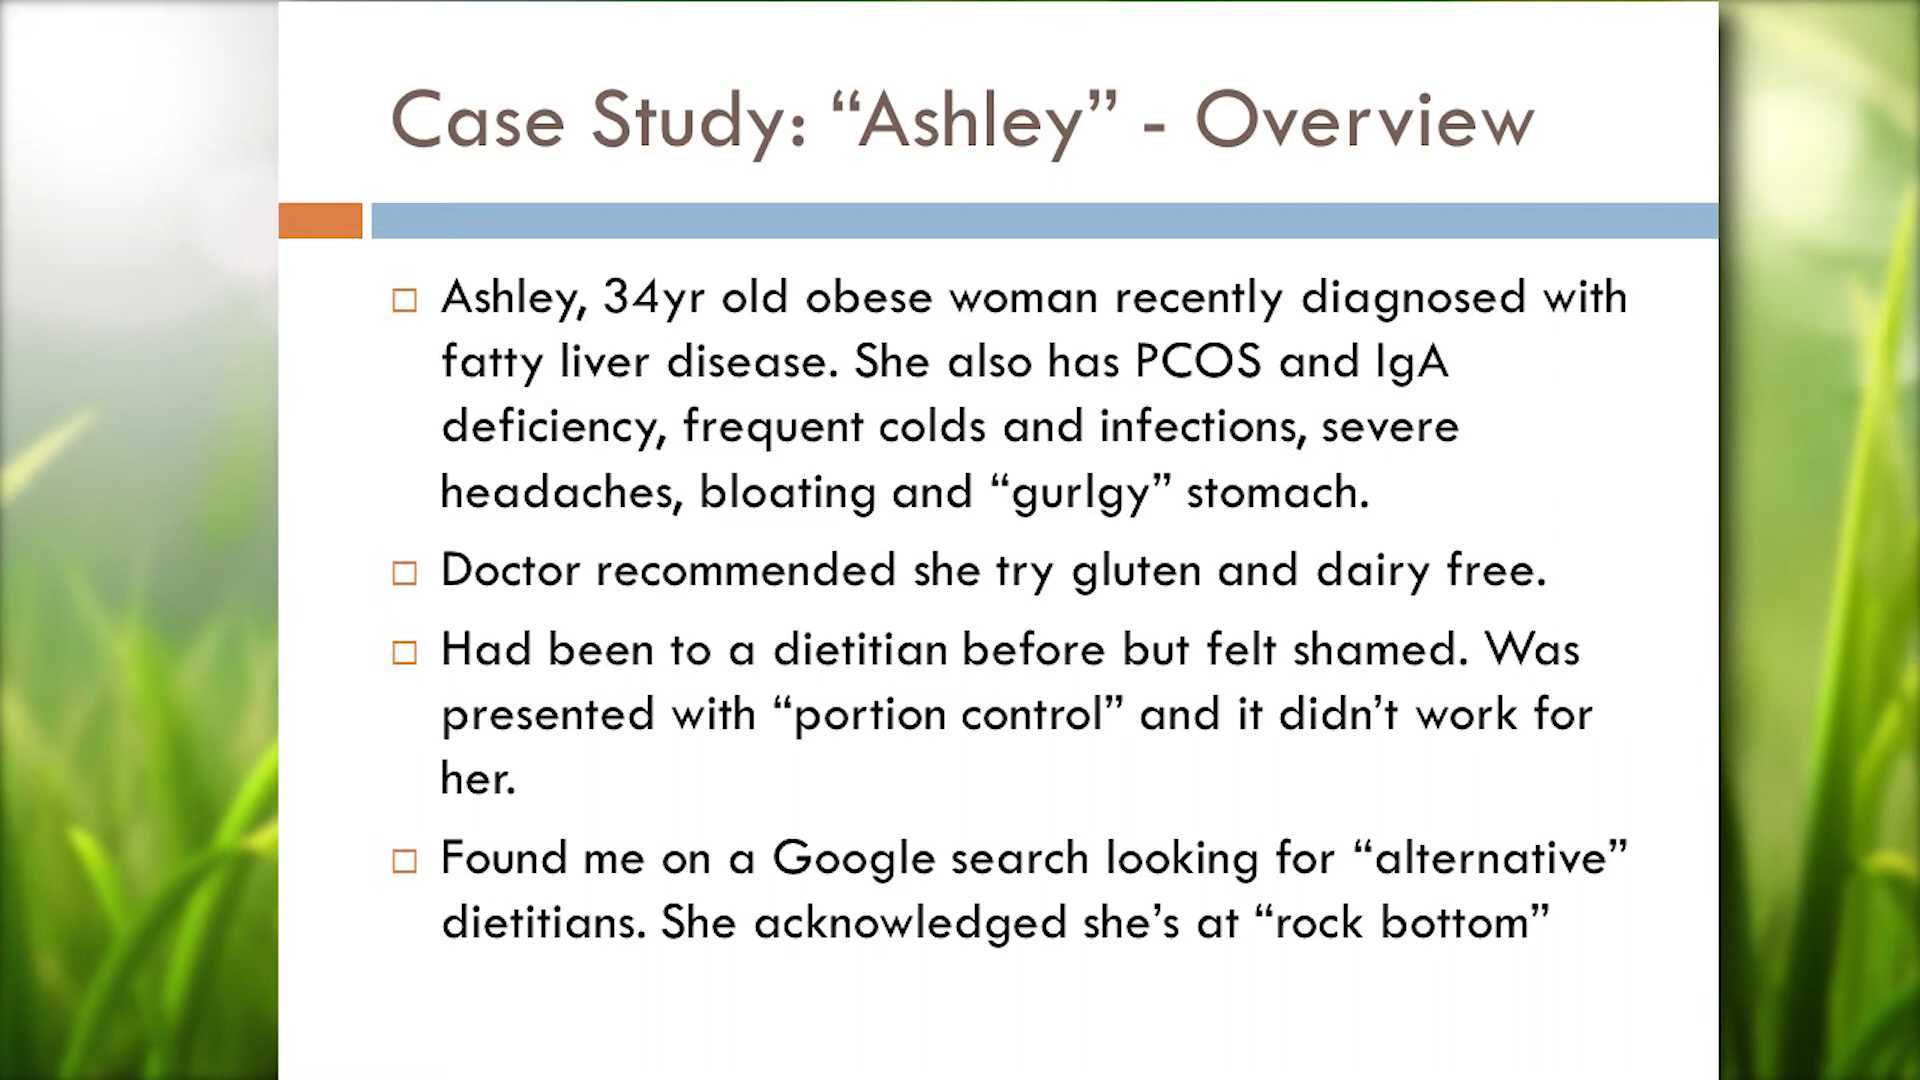 Case Study: “Ashley” - Overview
Ashley, 34yr old obese woman recently diagnosed with
fatty liver disease. She also has PCOS and IgA
deficiency, frequent colds and infections, severe
headaches, bloating and “gurlgy” stomach.
Doctor recommended she try gluten and dairy free.
Had been to a dietitian before but felt shamed. Was
presented with “portion control” and it didn’t work for
her.
Found me on a Google search looking for “alternative”
dietitians. She acknowledged she’s at “rock bottom”